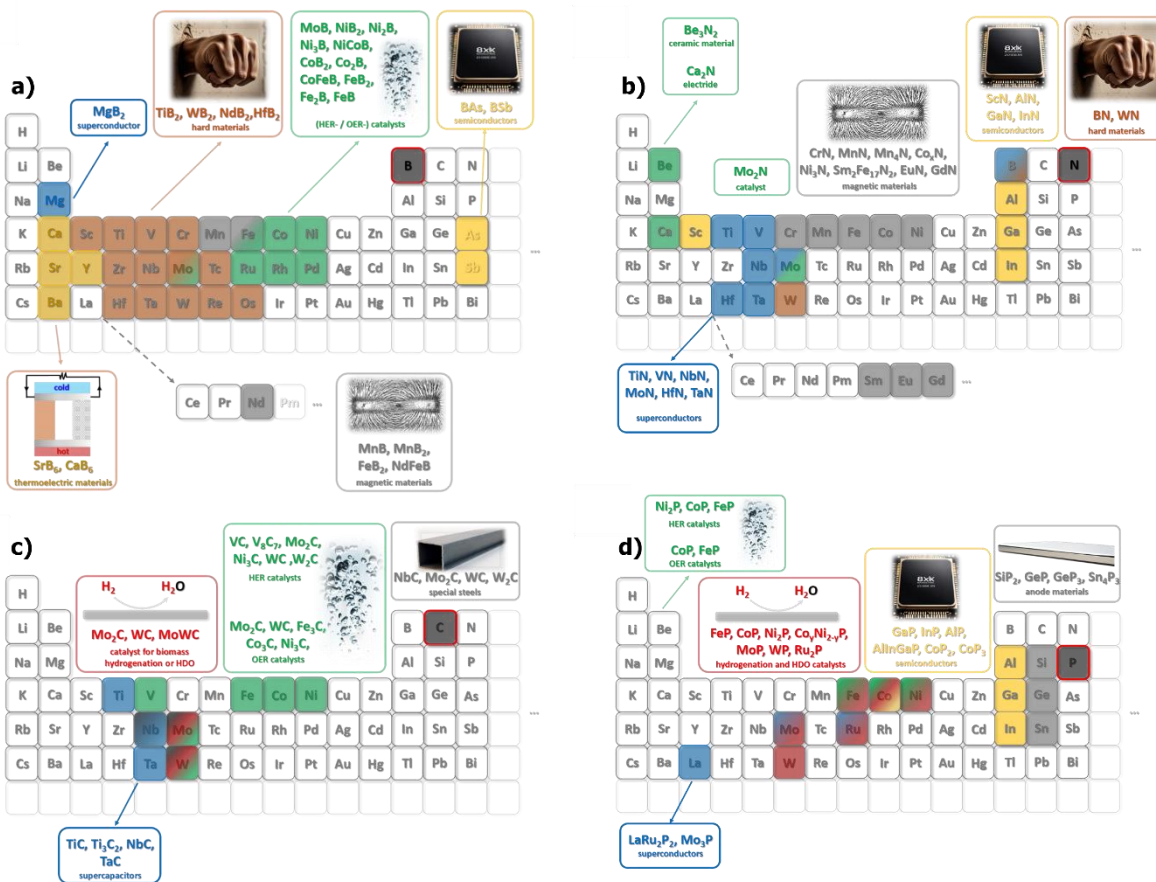 a)
MgB₂
superconductor
TiB₂, WB₂, NdB₂,HfB₂
hard materials
MoB, NiB₂, Ni₂B,
Ni₃B, NiCoB,
CoB₂, Co₂B,
CoFeB, FeB₂,
Fe₂B, FeB
(HER- / OER-) catalysts
8xk
BAs, BSb
semiconductors
H
Li Be B C N
Na Mg Al Si P
K Ca Sc Ti V Cr Mn Fe Co Ni Cu Zn Ga Ge As
...
Rb Sr Y Zr Nb Mo Tc Ru Rh Pd Ag Cd In Sn Sb
Cs Ba La Hf Ta W Re Os Ir Pt Au Hg Tl Pb Bi
cold
hot
SrB₆, CaB₆
thermoelectric materials
Ce Pr Nd Pm ...
MnB, MnB₂,
FeB₂, NdFeB
magnetic materials
b)
Be₃N₂
ceramic material
Ca₂N
electride
Mo₂N
catalyst
CrN, MnN, Mn₄N, CoₓN,
Ni₃N, Sm₂Fe₁₇N₂, EuN, GdN
magnetic materials
8xk
ScN, AlN,
GaN, InN
semiconductors
BN, WN
hard materials
H
Li Be B C N
Na Mg Al Si P
K Ca Sc Ti V Cr Mn Fe Co Ni Cu Zn Ga Ge As
...
Rb Sr Y Zr Nb Mo Tc Ru Rh Pd Ag Cd In Sn Sb
Cs Ba La Hf Ta W Re Os Ir Pt Au Hg Tl Pb Bi
TiN, VN, NbN,
MoN, HfN, TaN
superconductors
Ce Pr Nd Pm Sm Eu Gd ...
c)
H₂ H₂O
Mo₂C, WC, MoWC
catalyst for biomass
hydrogenation or HDO
VC, V₈C₇, Mo₂C,
Ni₃C, WC ,W₂C
HER catalysts
Mo₂C, WC, Fe₃C,
Co₃C, Ni₃C,
OER catalysts
NbC, Mo₂C, WC, W₂C
special steels
H
Li Be B C N
Na Mg Al Si P
K Ca Sc Ti V Cr Mn Fe Co Ni Cu Zn Ga Ge As
...
Rb Sr Y Zr Nb Mo Tc Ru Rh Pd Ag Cd In Sn Sb
Cs Ba La Hf Ta W Re Os Ir Pt Au Hg Tl Pb Bi
TiC, Ti₃C₂, NbC,
TaC
supercapacitors
d)
Ni₂P, CoP, FeP
HER catalysts
CoP, FeP
OER catalysts
H₂ H₂O
FeP, CoP, Ni₂P, CoᵧNi₂₋ᵧP,
MoP, WP, Ru₂P
hydrogenation and HDO catalysts
8xk
GaP, InP, AlP,
AlInGaP, CoP₂, CoP₃
semiconductors
SiP₂, GeP, GeP₃, Sn₄P₃
anode materials
H
Li Be B C N
Na Mg Al Si P
K Ca Sc Ti V Cr Mn Fe Co Ni Cu Zn Ga Ge As
...
Rb Sr Y Zr Nb Mo Tc Ru Rh Pd Ag Cd In Sn Sb
Cs Ba La Hf Ta W Re Os Ir Pt Au Hg Tl Pb Bi
LaRu₂P₂, Mo₃P
superconductors